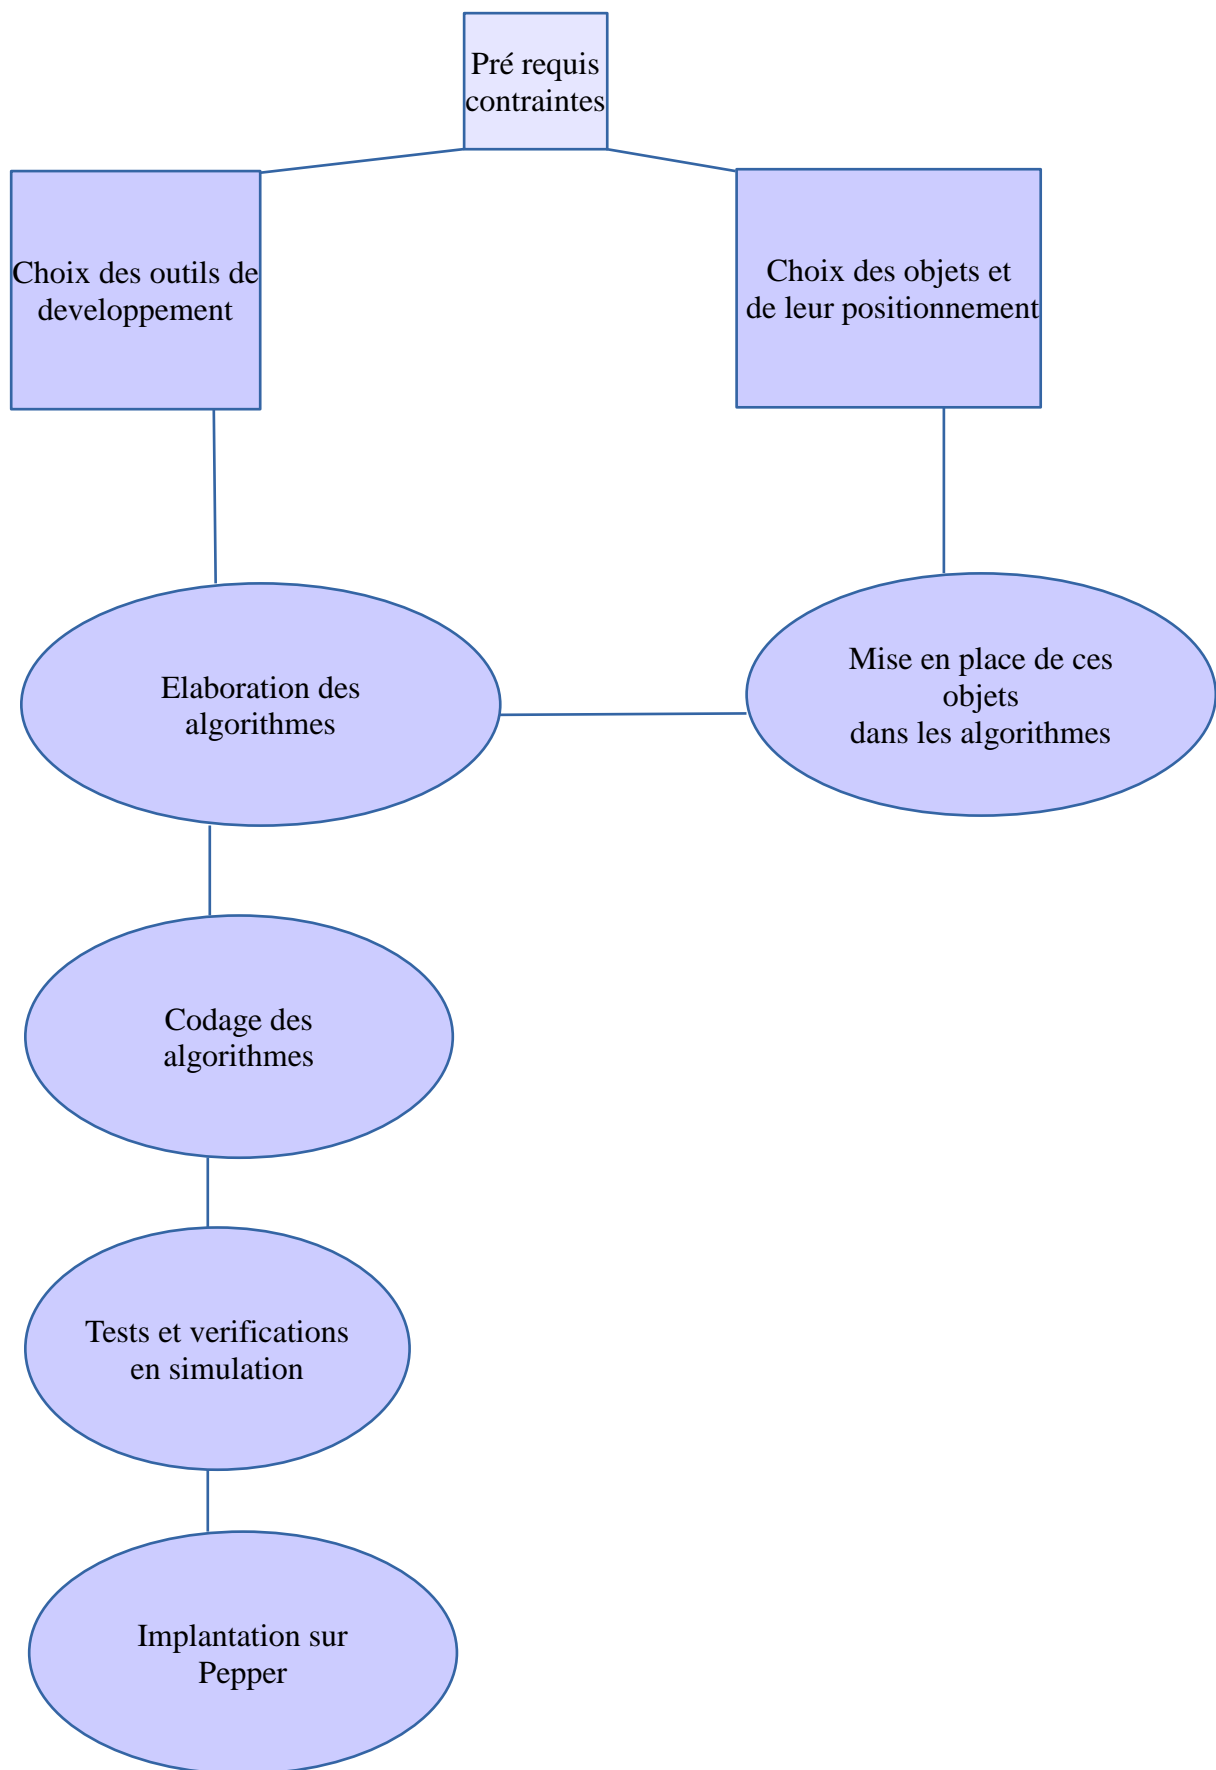 Pré requis
contraintes
Choix des outils de
developpement
Choix des objets et
de leur positionnement
Elaboration des
algorithmes
Mise en place de ces
objets
dans les algorithmes
Codage des
algorithmes
Tests et verifications
en simulation
Implantation sur
Pepper